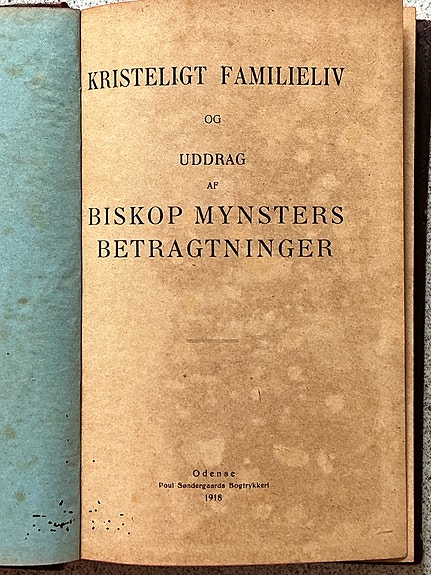 KRISTELIGT FAMILIELIV
OG
UDDRAG
AF
BISKOP MYNSTERS
BETRAGTNINGER
Odense
Poul Søndergaards Bogtrykkeri
1918